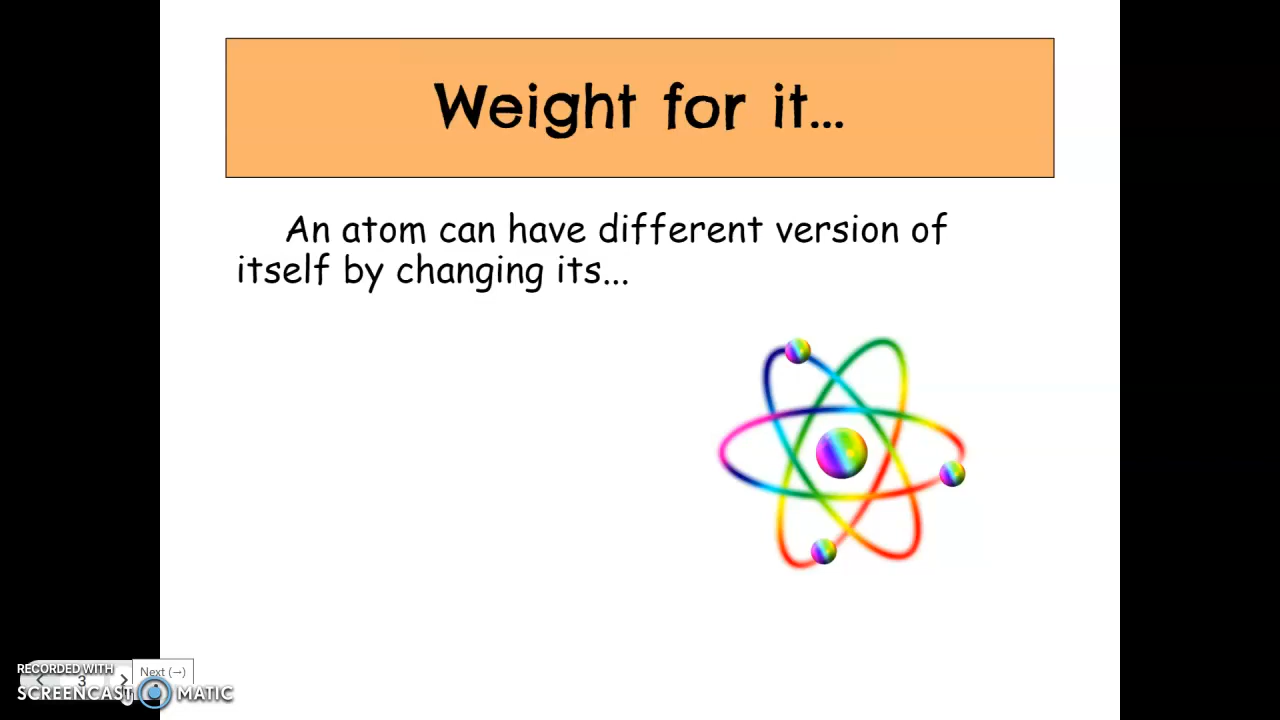 Weight for it...
An atom can have different version of
itself by changing its...
RECORDED WITH
3
Next (→)
SCREENCAST MATIC